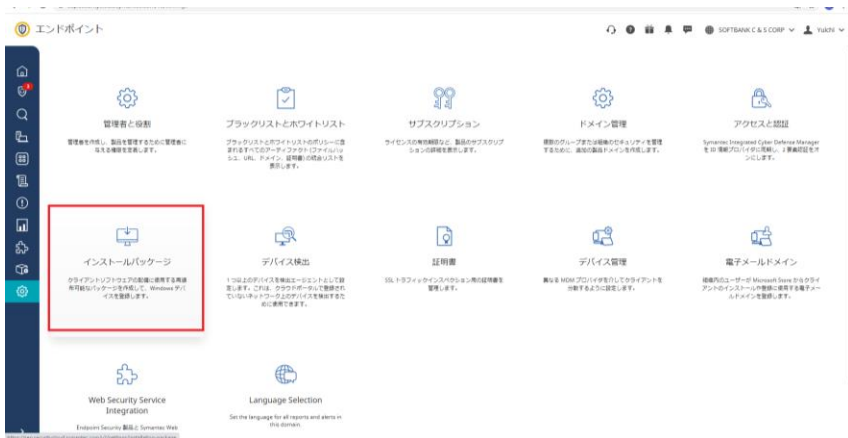 エンドポイント
SOFTBANK C & S CORP
Yuichi
管理者と役割
管理者を作成し、製品を管理するために管理者に
与える権限を定義します。
ブラックリストとホワイトリスト
ブラックリストとホワイトリストのポリシーに含
まれるすべてのアーティファクト (ファイルハッ
シュ、URL、ドメイン、証明書) の統合リストを
表示します。
サブスクリプション
ライセンスの有効期限など、製品のサブスクリプ
ションの詳細を表示します。
ドメイン管理
複数のグループまたは組織のセキュリティを管理
するために、追加の製品ドメインを作成します。
アクセスと認証
Symantec Integrated Cyber Defense Manager
を ID 情報プロバイダに同期し、2 要素認証をオ
ンにします。
インストールパッケージ
クライアントソフトウェアの配備に使用する再頒
布可能なパッケージを作成して、Windows デバ
イスを登録します。
デバイス検出
1 つ以上のデバイスを検出エージェントとして設
定します。これは、クラウドポータルで登録され
ていないネットワーク上のデバイスを検出するた
めに使用できます。
証明書
SSL トラフィックインスペクション用の証明書を
管理します。
デバイス管理
異なる MDM プロバイダを介してクライアントを
分散するように設定します。
電子メールドメイン
組織内のユーザーが Microsoft Store からクライ
アントのインストールや登録に使用する電子メー
ルドメインを登録します。
Web Security Service
Integration
Endpoint Security 製品と Symantec Web
Language Selection
Set the language for all reports and alerts in
this domain.